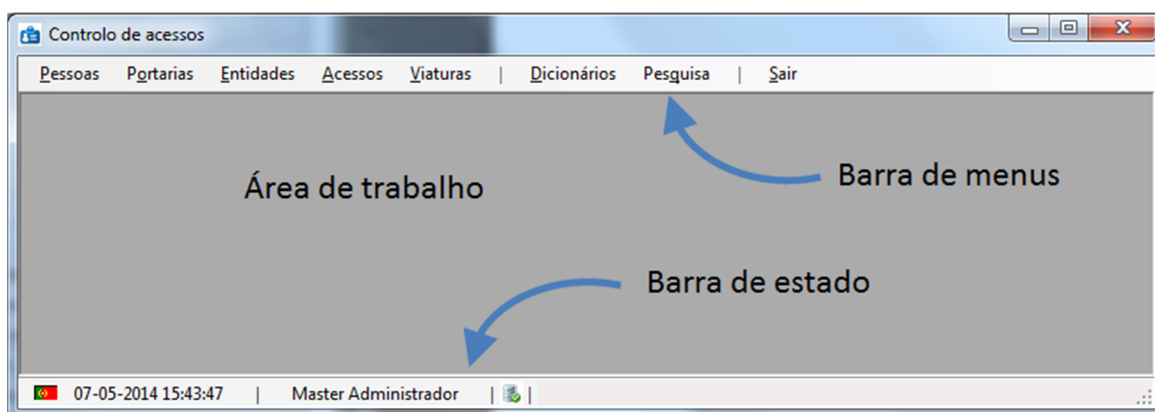 Controlo de acessos
Pessoas Portarias Entidades Acessos Viaturas | Dicionários Pesquisa | Sair
Barra de menus
Área de trabalho
Barra de estado
07-05-2014 15:43:47 | Master Administrador | |